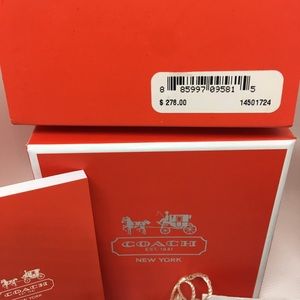 8 85997 09581 5
$ 278.00 14501724
COACH
EST. 1941
NEW YORK